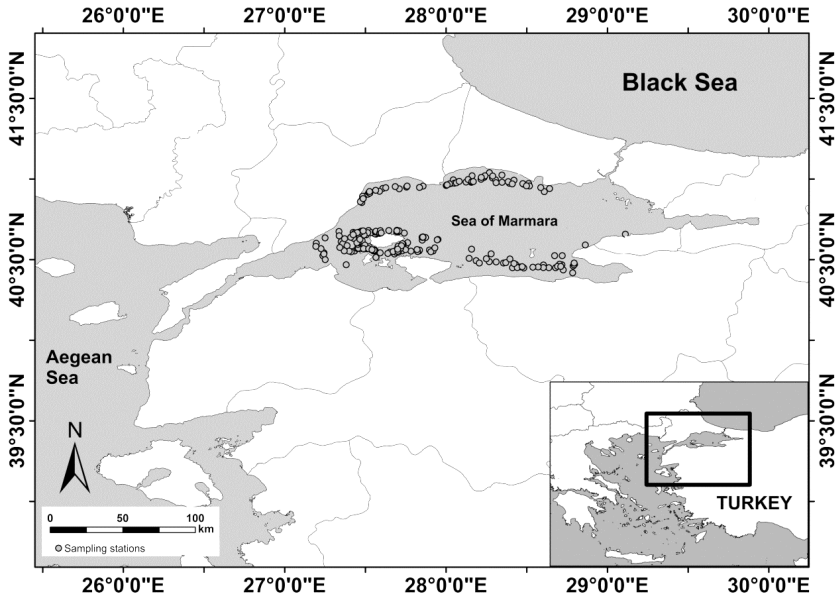 26°0'0"E 27°0'0"E 28°0'0"E 29°0'0"E 30°0'0"E
41°30'0"N
41°30'0"N
Black Sea
Sea of Marmara
40°30'0"N
40°30'0"N
Aegean
Sea
39°30'0"N
39°30'0"N
N
TURKEY
0 50 100
km
Sampling stations
26°0'0"E 27°0'0"E 28°0'0"E 29°0'0"E 30°0'0"E